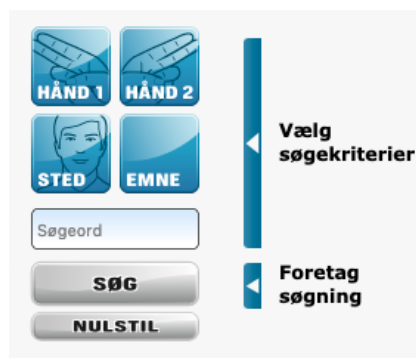 HÅND 1
HÅND 2
STED
EMNE
Søgeord
SØG
NULSTIL
Vælg
søgekriterier
Foretag
søgning